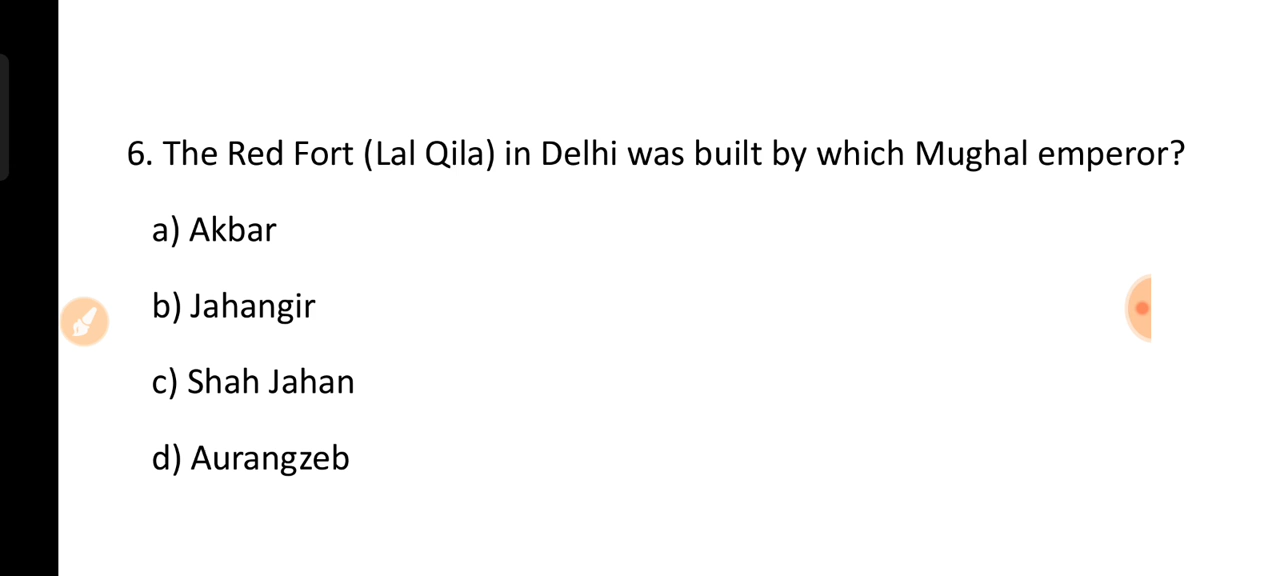 6. The Red Fort (Lal Qila) in Delhi was built by which Mughal emperor?
a) Akbar
b) Jahangir
c) Shah Jahan
d) Aurangzeb